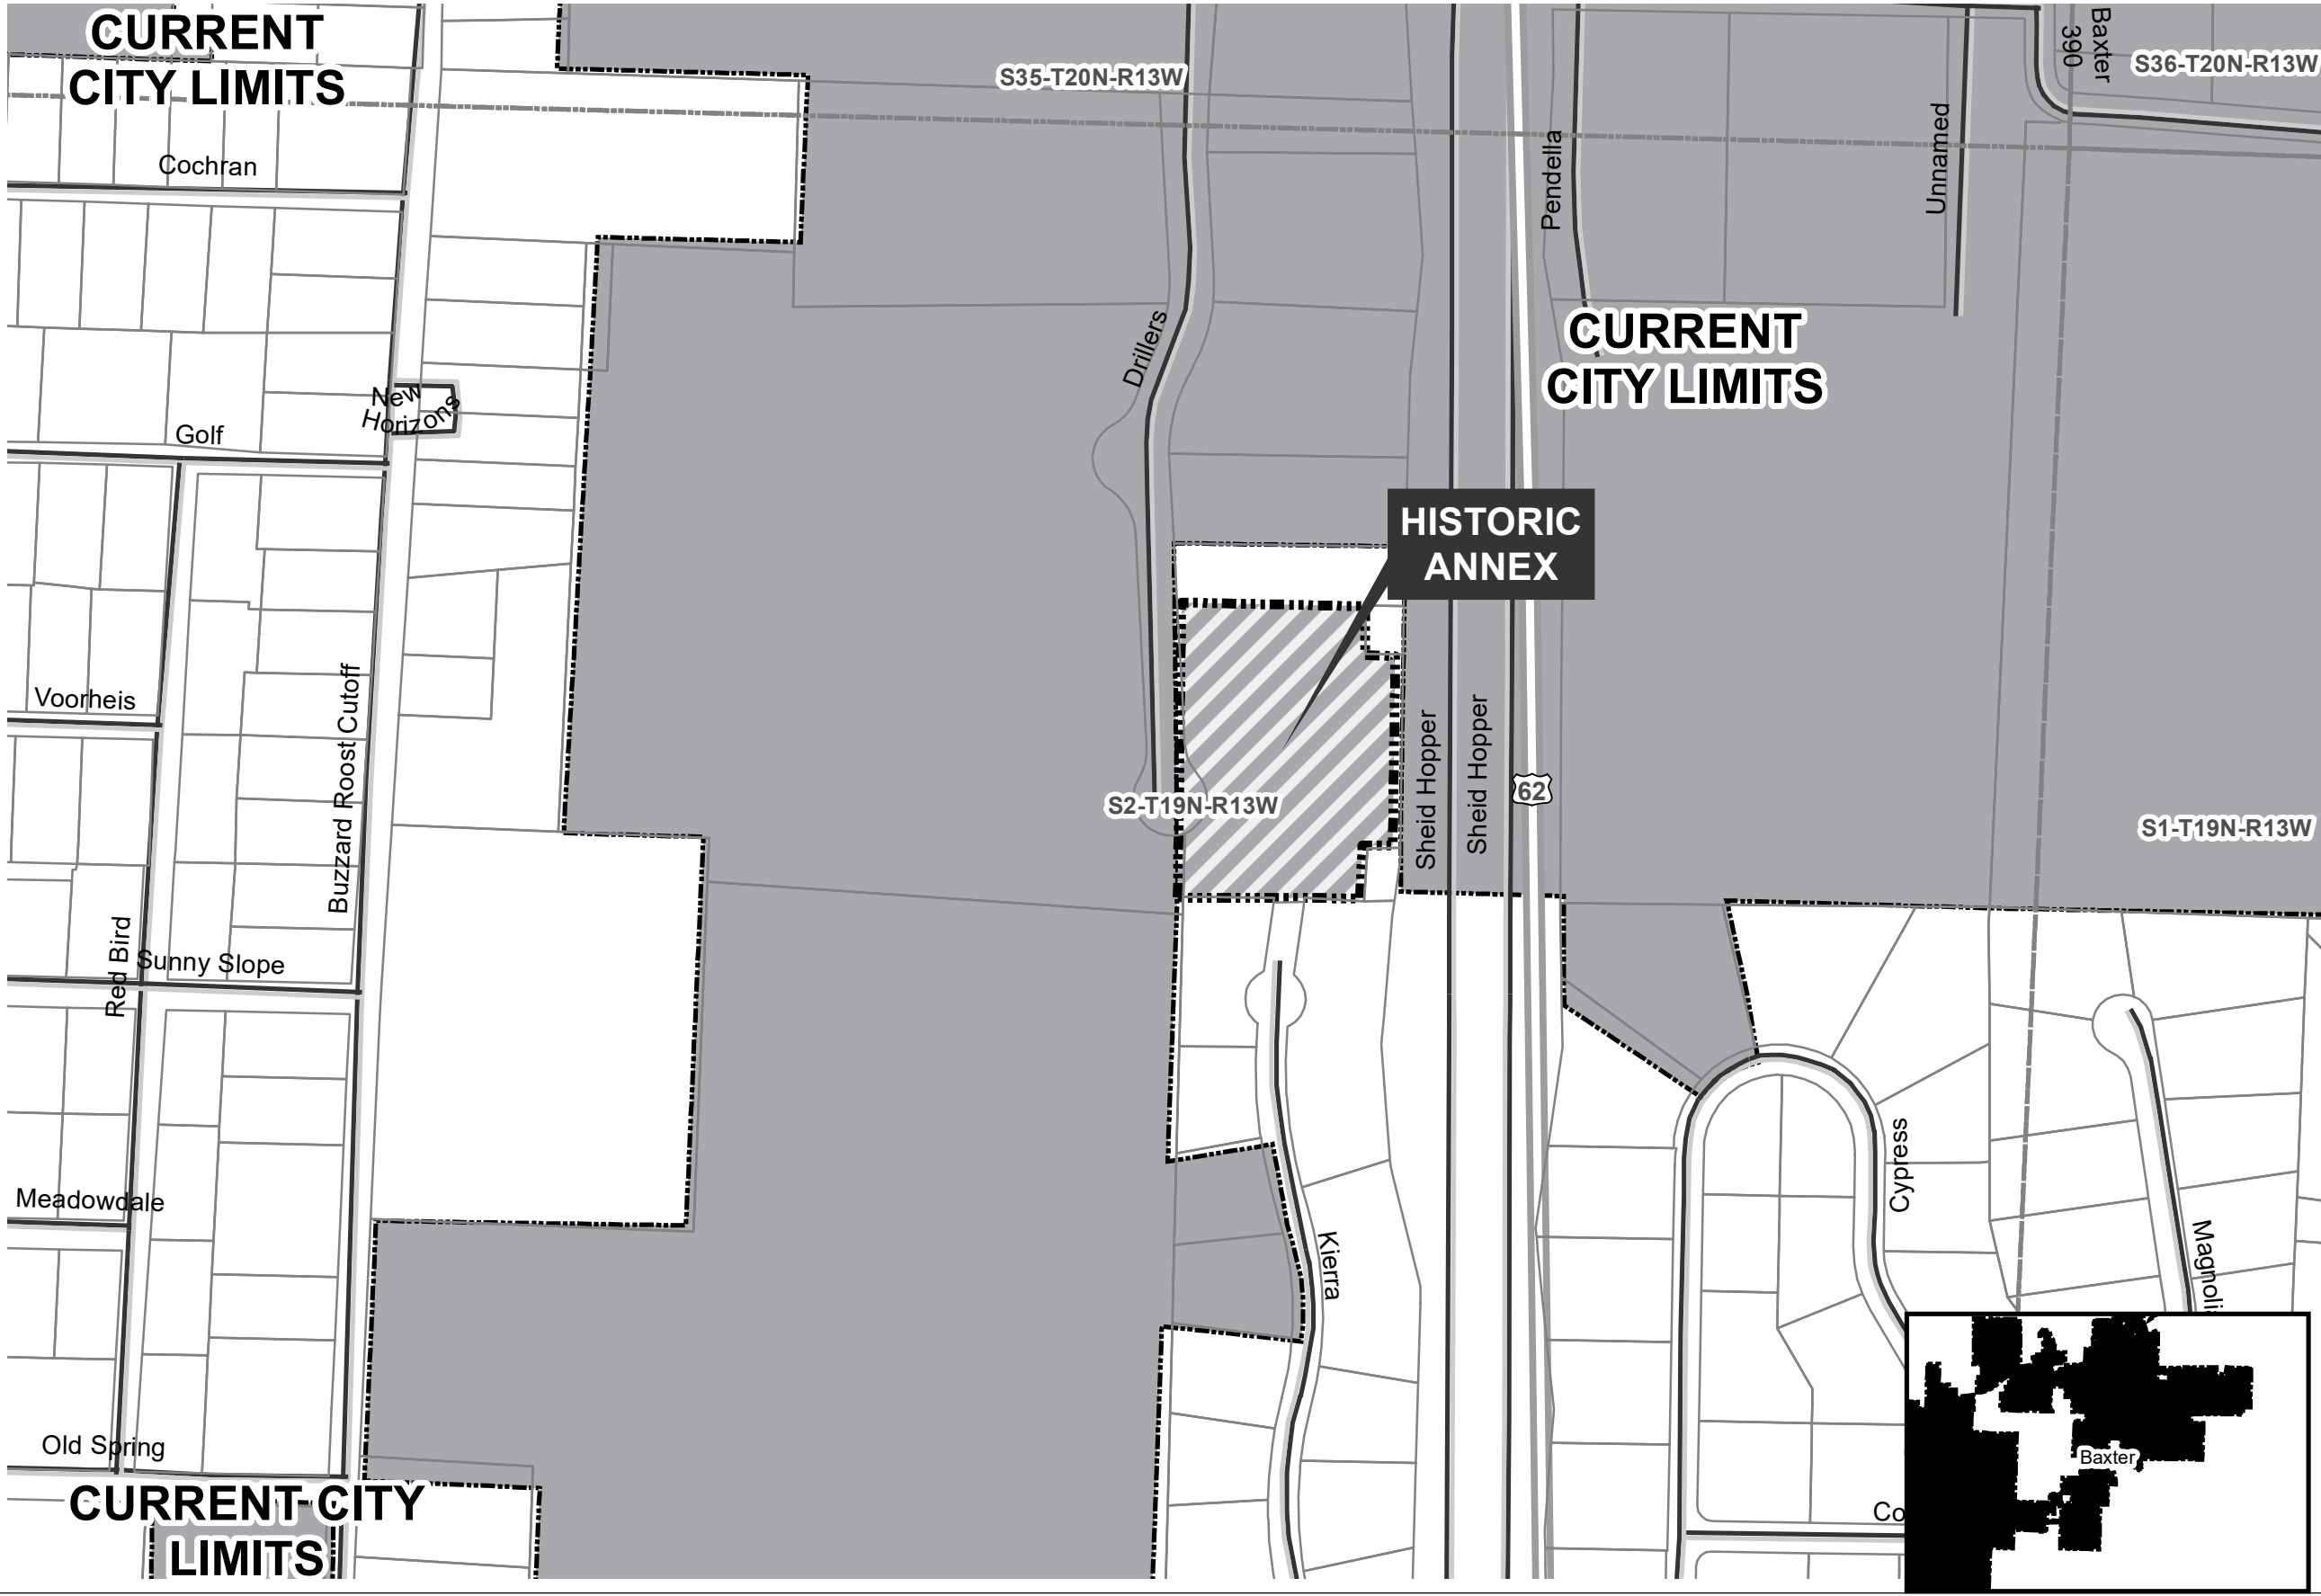 CURRENT
CITY LIMITS
S35-T20N-R13W
Baxter
390
S36-T20N-R13W
Cochran
Pendella
Unnamed
Drillers
CURRENT
CITY LIMITS
New
Horizons
Golf
HISTORIC
ANNEX
Voorheis
Buzzard Roost Cutoff
Sheid Hopper
Sheid Hopper
62
S2-T19N-R13W
S1-T19N-R13W
Red Bird
Sunny Slope
Cypress
Meadowdale
Kierra
Magnoli
Old Spring
Baxter
CURRENT CITY
LIMITS
Co